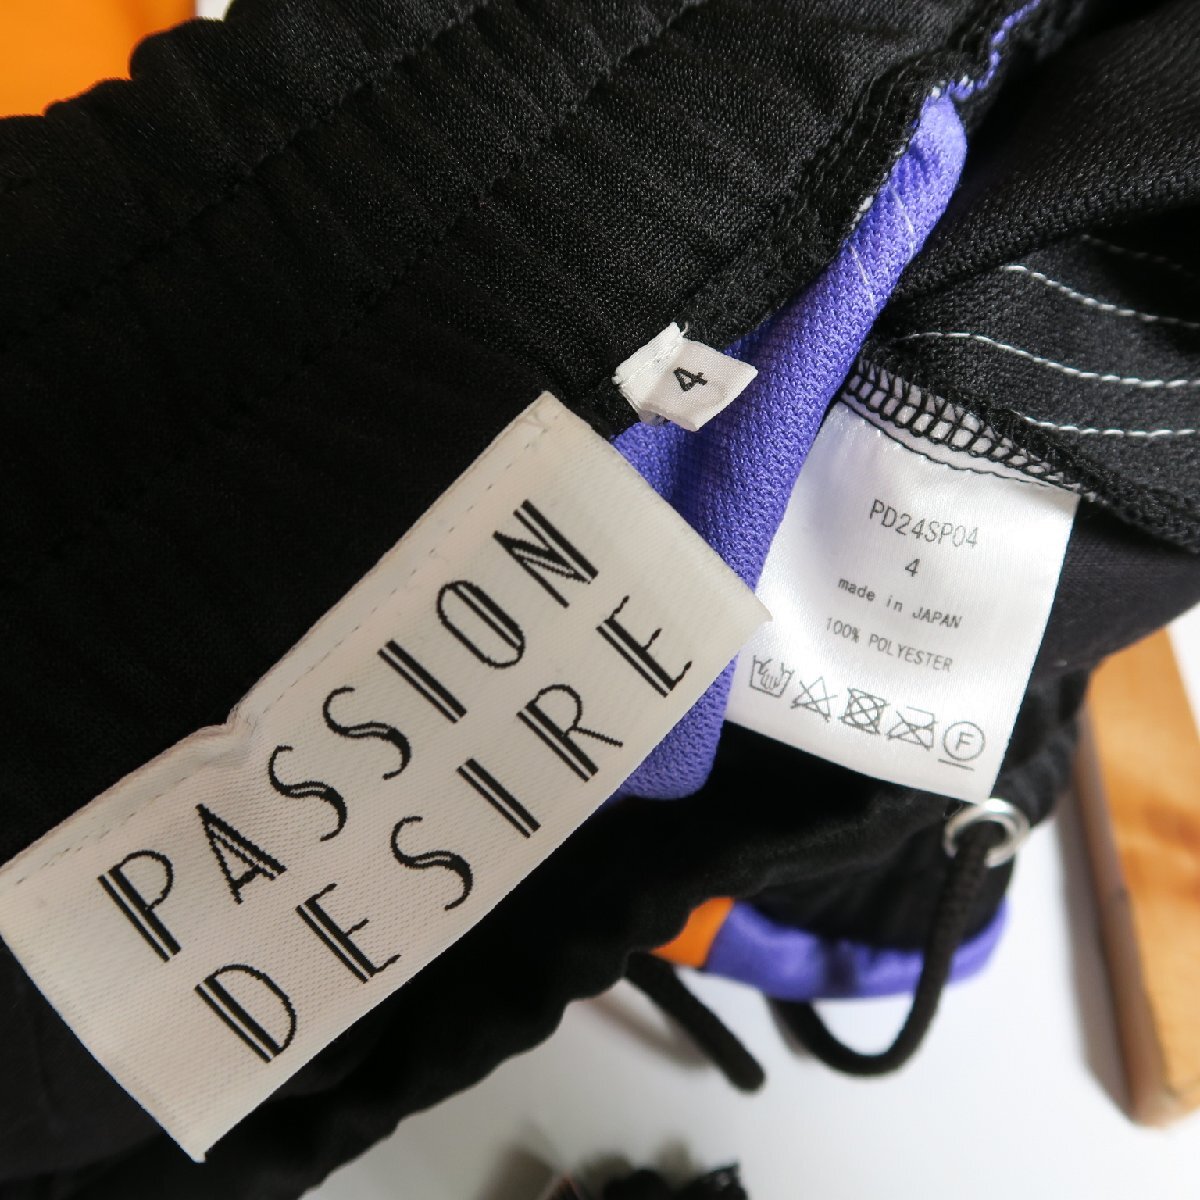 4
PASSION
DESIRE
PD24SP04
4
made in JAPAN
100% POLYESTER
F